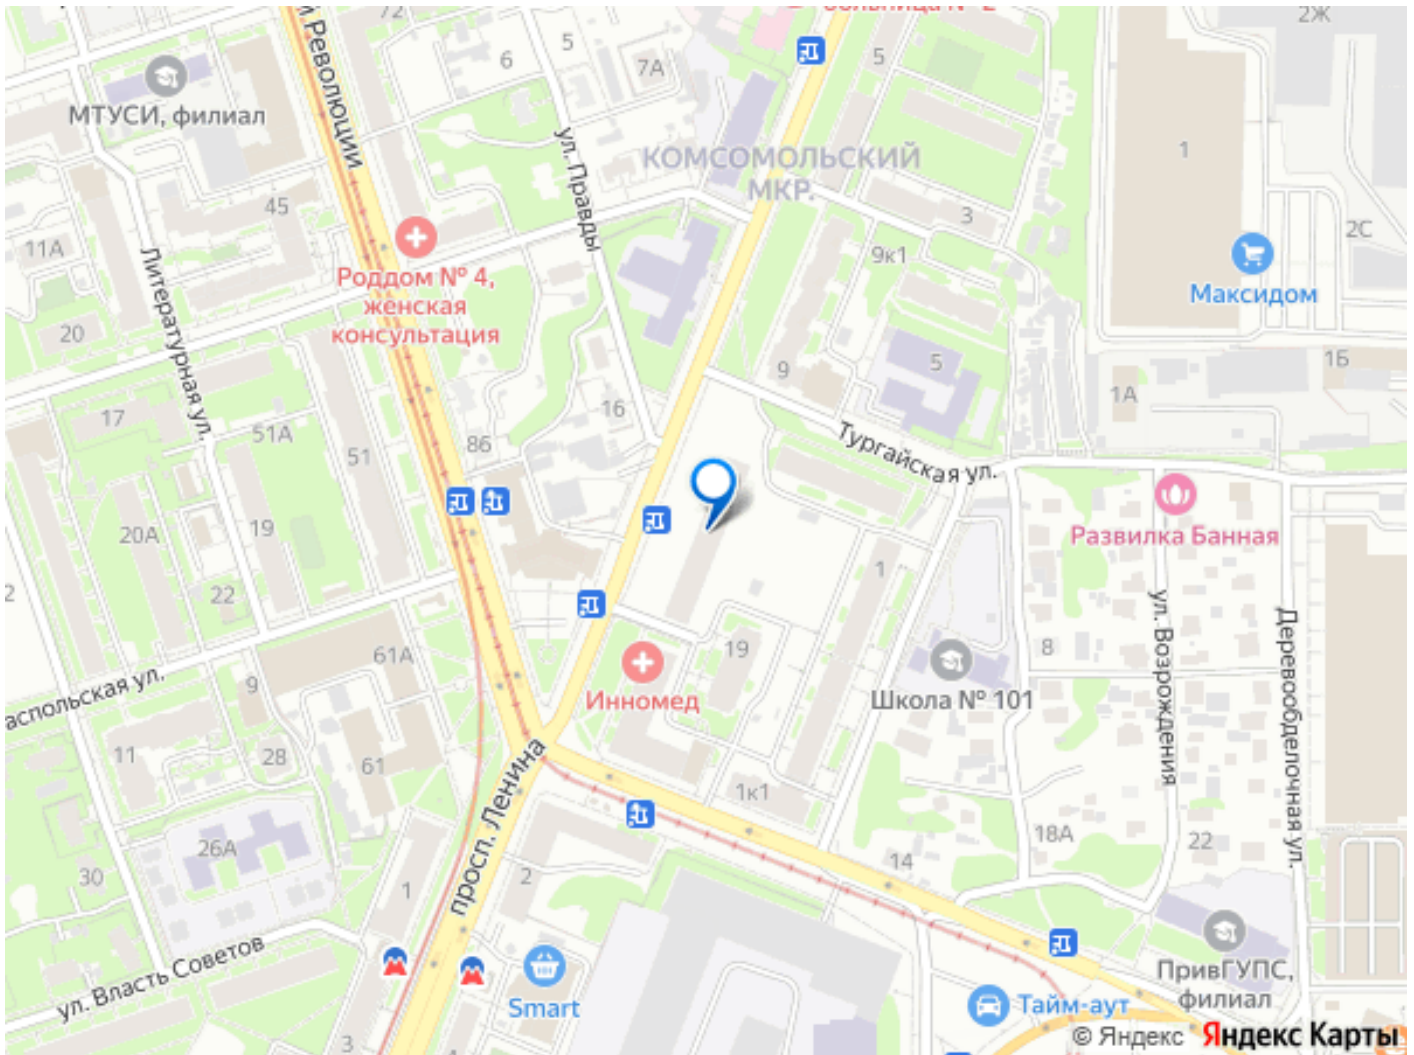 72
2Ж
5
5
6
7А
МТУСИ, филиал
и Революции
ул. Правды
КОМСОМОЛЬСКИЙ
МКР.
1
45
3
2С
11А
9к1
Роддом № 4,
женская
консультация
Максидом
Литературная ул.
20
1Б
5
9
1А
17
16
51А
86
51
Тургайская ул.
19
20А
Развилка Банная
1
22
ул. Возрождения
Деревообделочная ул.
61А
19
8
Инномед
Школа № 101
9
аспольская ул.
11
28
61
просп. Ленина
1к1
26А
18А
22
14
30
1
2
ул. Власть Советов
ПривГУПС,
филиал
Smart
Тайм-аут
3
© Яндекс Яндекс Карты